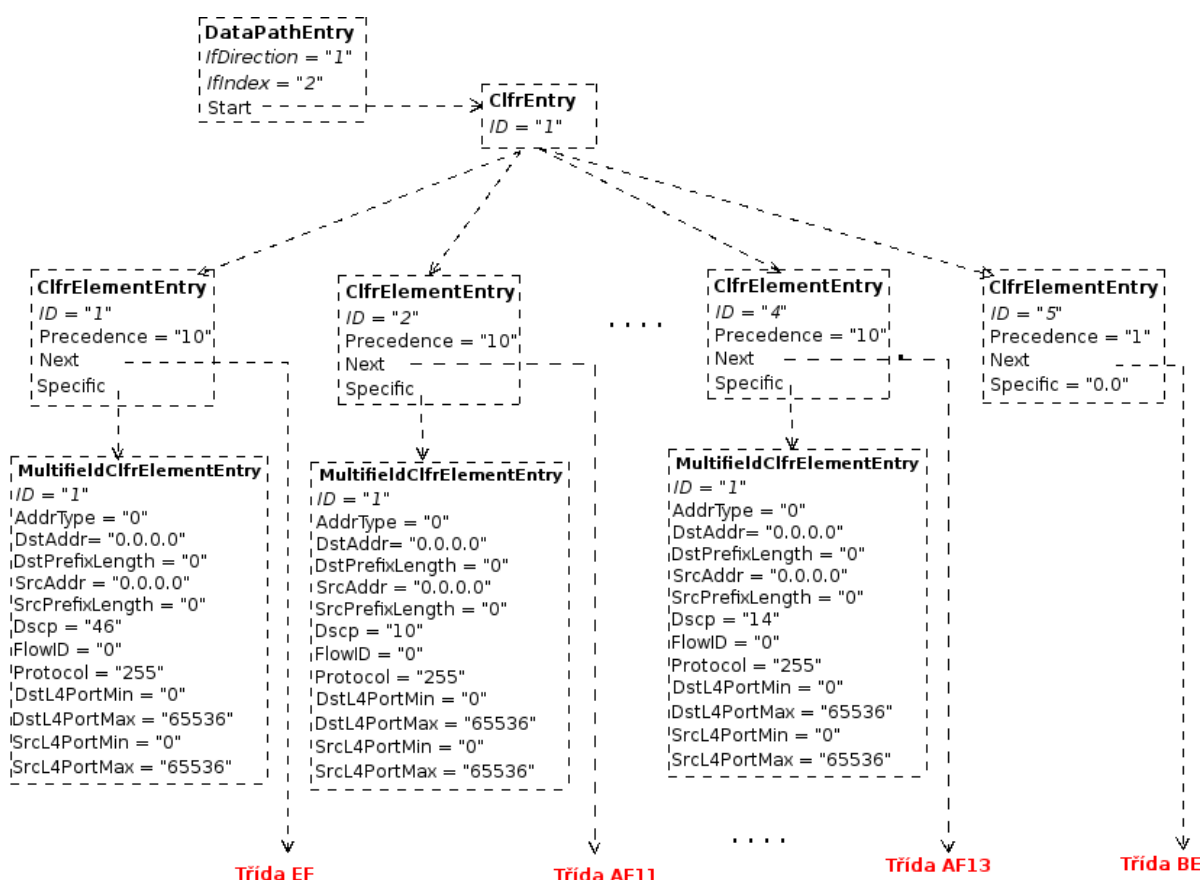 DataPathEntry
IfDirection = "1"
IfIndex = "2"
Start
ClfrEntry
ID = "1"
ClfrElementEntry
ID = "1"
Precedence = "10"
Next
Specific
ClfrElementEntry
ID = "2"
Precedence = "10"
Next
Specific
. . . .
ClfrElementEntry
ID = "4"
Precedence = "10"
Next
Specific
ClfrElementEntry
ID = "5"
Precedence = "1"
Next
Specific = "0.0"
MultifieldClfrElementEntry
ID = "1"
AddrType = "0"
DstAddr= "0.0.0.0"
DstPrefixLength = "0"
SrcAddr = "0.0.0.0"
SrcPrefixLength = "0"
Dscp = "46"
FlowID = "0"
Protocol = "255"
DstL4PortMin = "0"
DstL4PortMax = "65536"
SrcL4PortMin = "0"
SrcL4PortMax = "65536"
MultifieldClfrElementEntry
ID = "1"
AddrType = "0"
DstAddr= "0.0.0.0"
DstPrefixLength = "0"
SrcAddr = "0.0.0.0"
SrcPrefixLength = "0"
Dscp = "10"
FlowID = "0"
Protocol = "255"
DstL4PortMin = "0"
DstL4PortMax = "65536"
SrcL4PortMin = "0"
SrcL4PortMax = "65536"
MultifieldClfrElementEntry
ID = "1"
AddrType = "0"
DstAddr= "0.0.0.0"
DstPrefixLength = "0"
SrcAddr = "0.0.0.0"
SrcPrefixLength = "0"
Dscp = "14"
FlowID = "0"
Protocol = "255"
DstL4PortMin = "0"
DstL4PortMax = "65536"
SrcL4PortMin = "0"
SrcL4PortMax = "65536"
Třída EF
Třída AF11
. . . .
Třída AF13
Třída BE